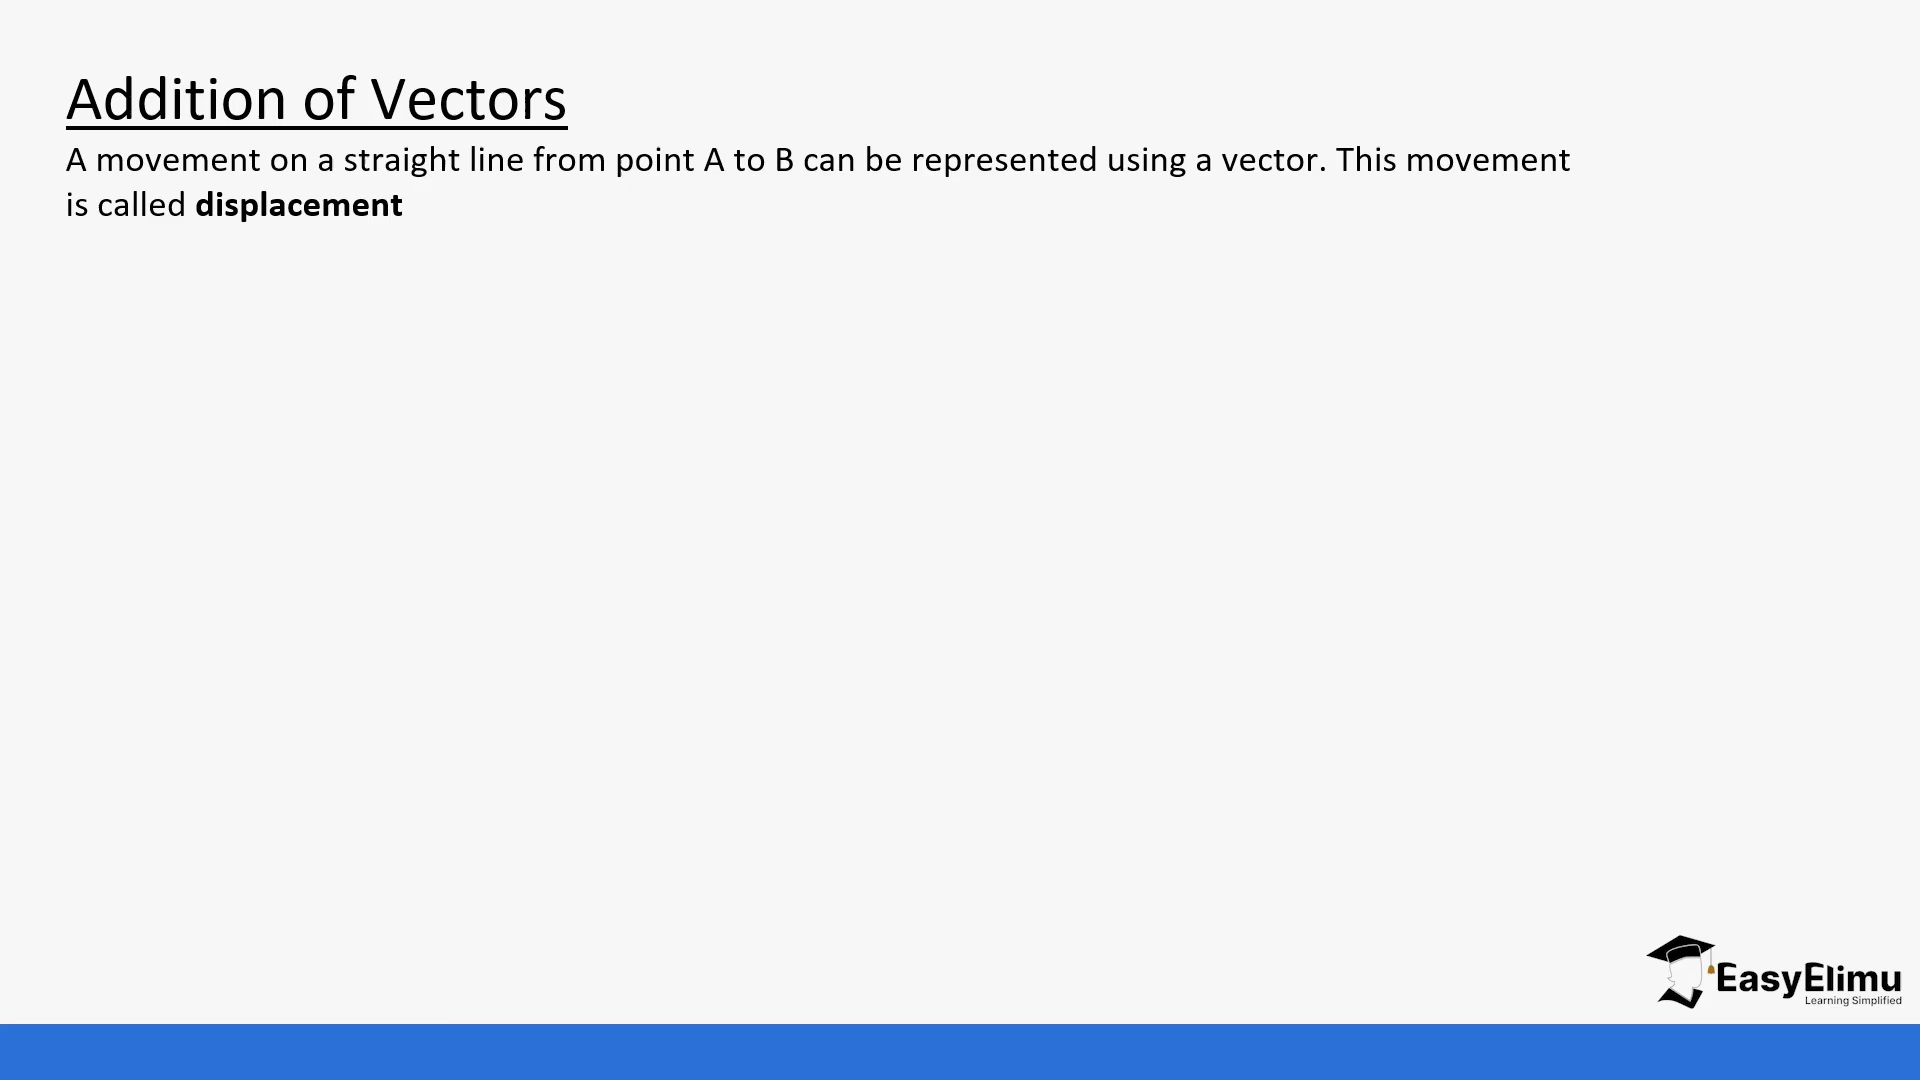 Addition of Vectors
A movement on a straight line from point A to B can be represented using a vector. This movement
is called displacement
EasyElimu
Learning Simplified